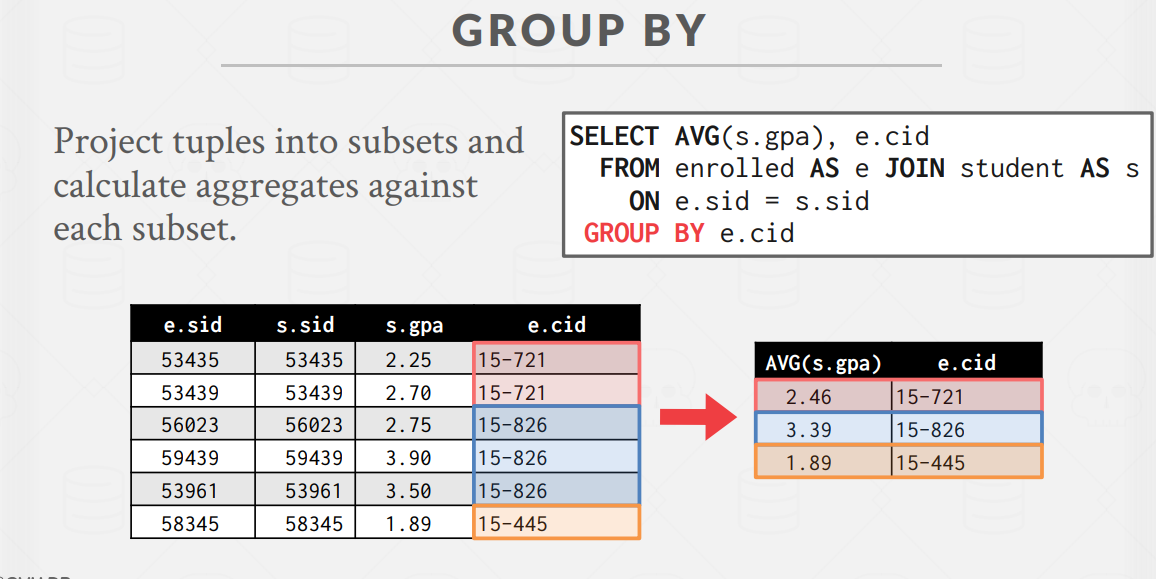 GROUP BY
Project tuples into subsets and
calculate aggregates against
each subset.
SELECT AVG(s.gpa), e.cid
FROM enrolled AS e JOIN student AS s
ON e.sid = s.sid
GROUP BY e.cid
e.sid s.sid s.gpa e.cid
53435 53435 2.25 15-721
53439 53439 2.70 15-721
56023 56023 2.75 15-826
59439 59439 3.90 15-826
53961 53961 3.50 15-826
58345 58345 1.89 15-445
AVG(s.gpa) e.cid
2.46 15-721
3.39 15-826
1.89 15-445